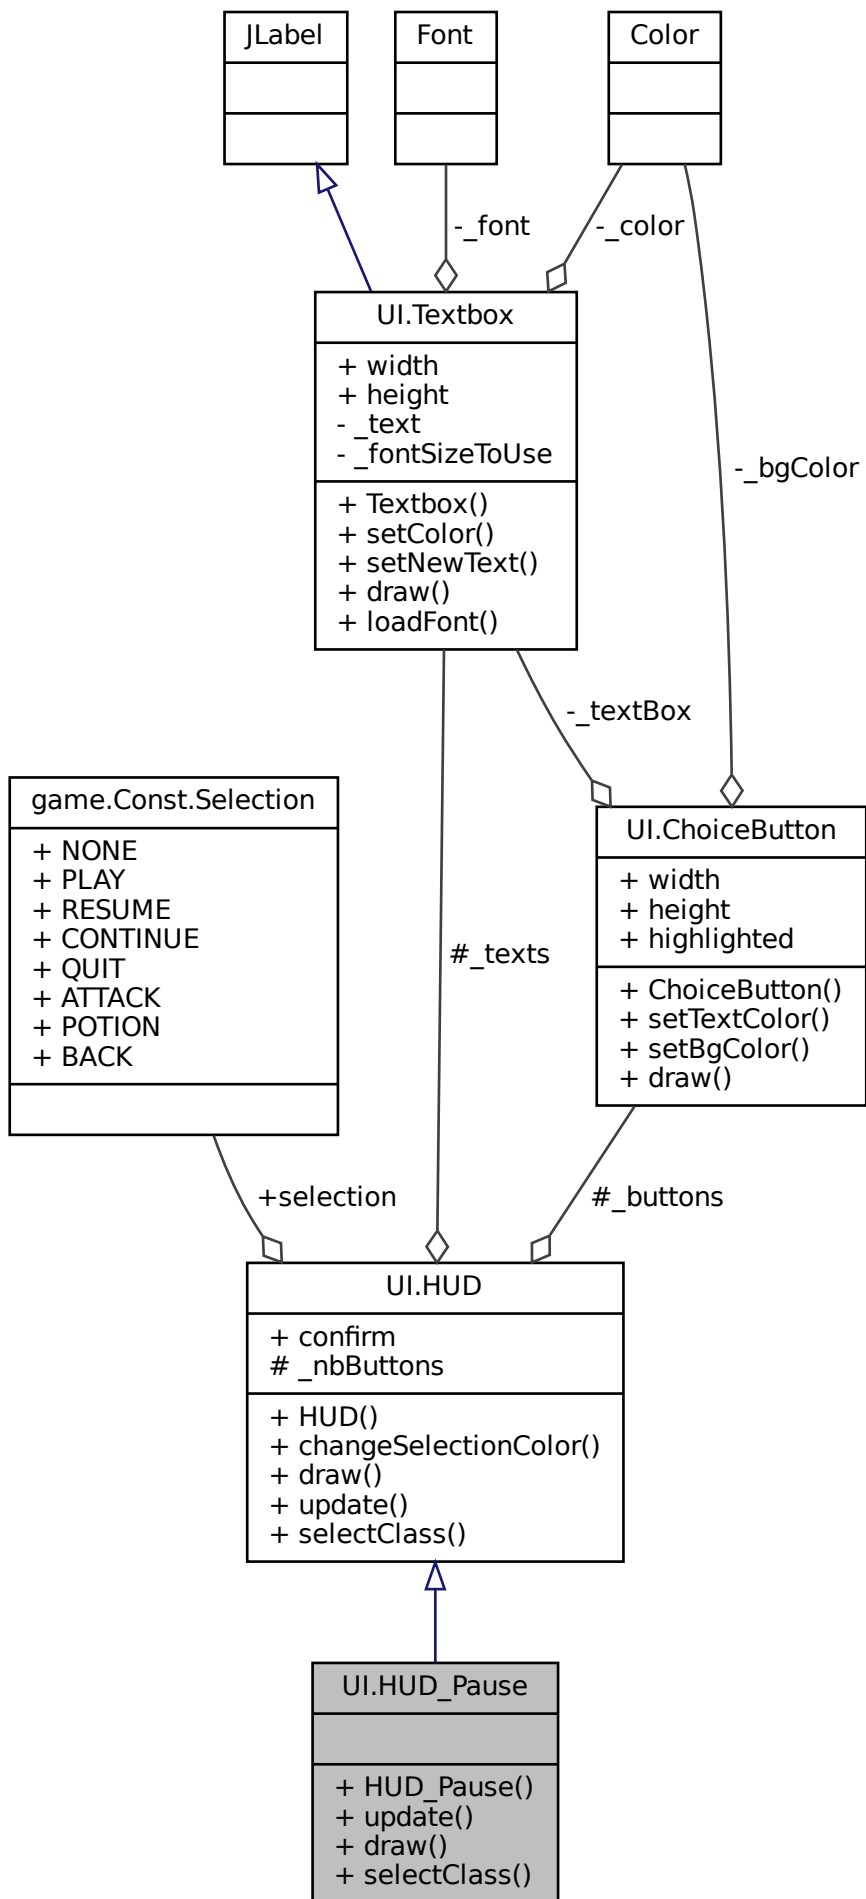 JLabel
Font
Color
-_font
-_color
UI.Textbox
+ width
+ height
- _text
- _fontSizeToUse
+ Textbox()
+ setColor()
+ setNewText()
+ draw()
+ loadFont()
-_bgColor
-_textBox
game.Const.Selection
+ NONE
+ PLAY
+ RESUME
+ CONTINUE
+ QUIT
+ ATTACK
+ POTION
+ BACK
UI.ChoiceButton
+ width
+ height
+ highlighted
+ ChoiceButton()
+ setTextColor()
+ setBgColor()
+ draw()
#_texts
+selection
#_buttons
UI.HUD
+ confirm
# _nbButtons
+ HUD()
+ changeSelectionColor()
+ draw()
+ update()
+ selectClass()
UI.HUD_Pause
+ HUD_Pause()
+ update()
+ draw()
+ selectClass()